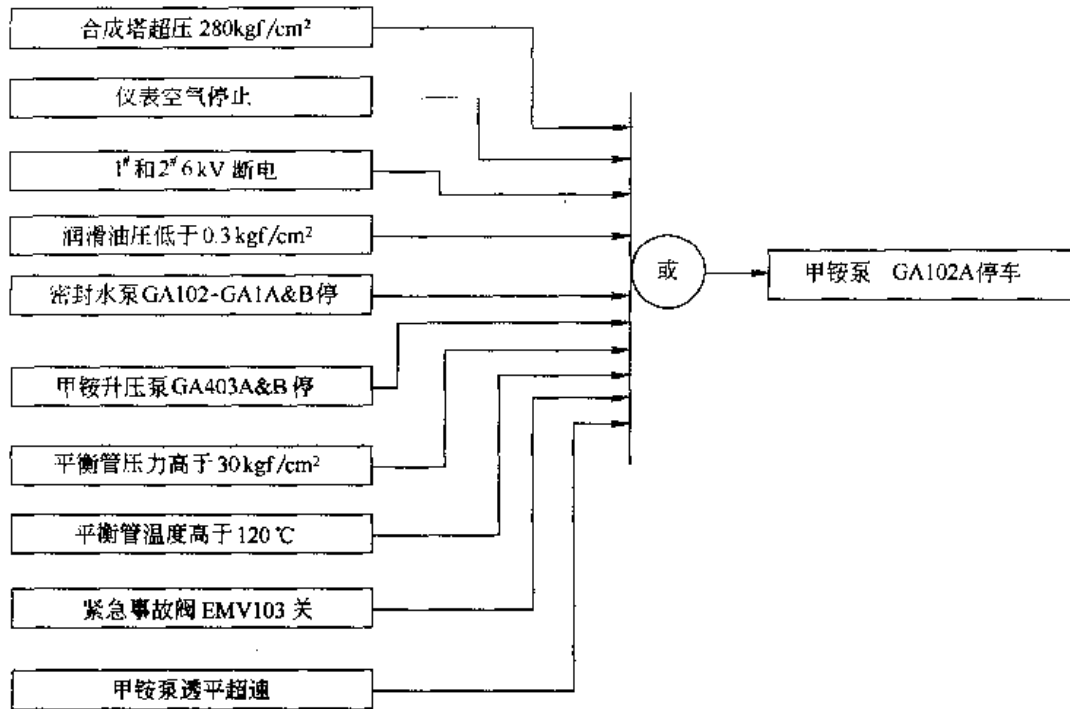 合成塔超压 280kgf/cm²
仪表空气停止
1#和2#6kV 断电
润滑油压低于0.3kgf/cm²
密封水泵GA102-GA1A&B停
甲铵升压泵GA403A&B停
平衡管压力高于30kgf/cm²
平衡管温度高于120℃
紧急事故阀EMV103关
甲铵泵透平超速
或
甲铵泵 GA102A停车